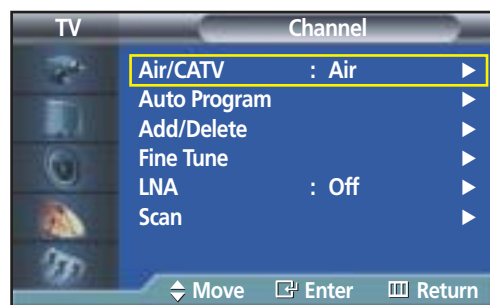 TV Channel
Air/CATV : Air
Auto Program
Add/Delete
Fine Tune
LNA : Off
Scan
Move Enter Return